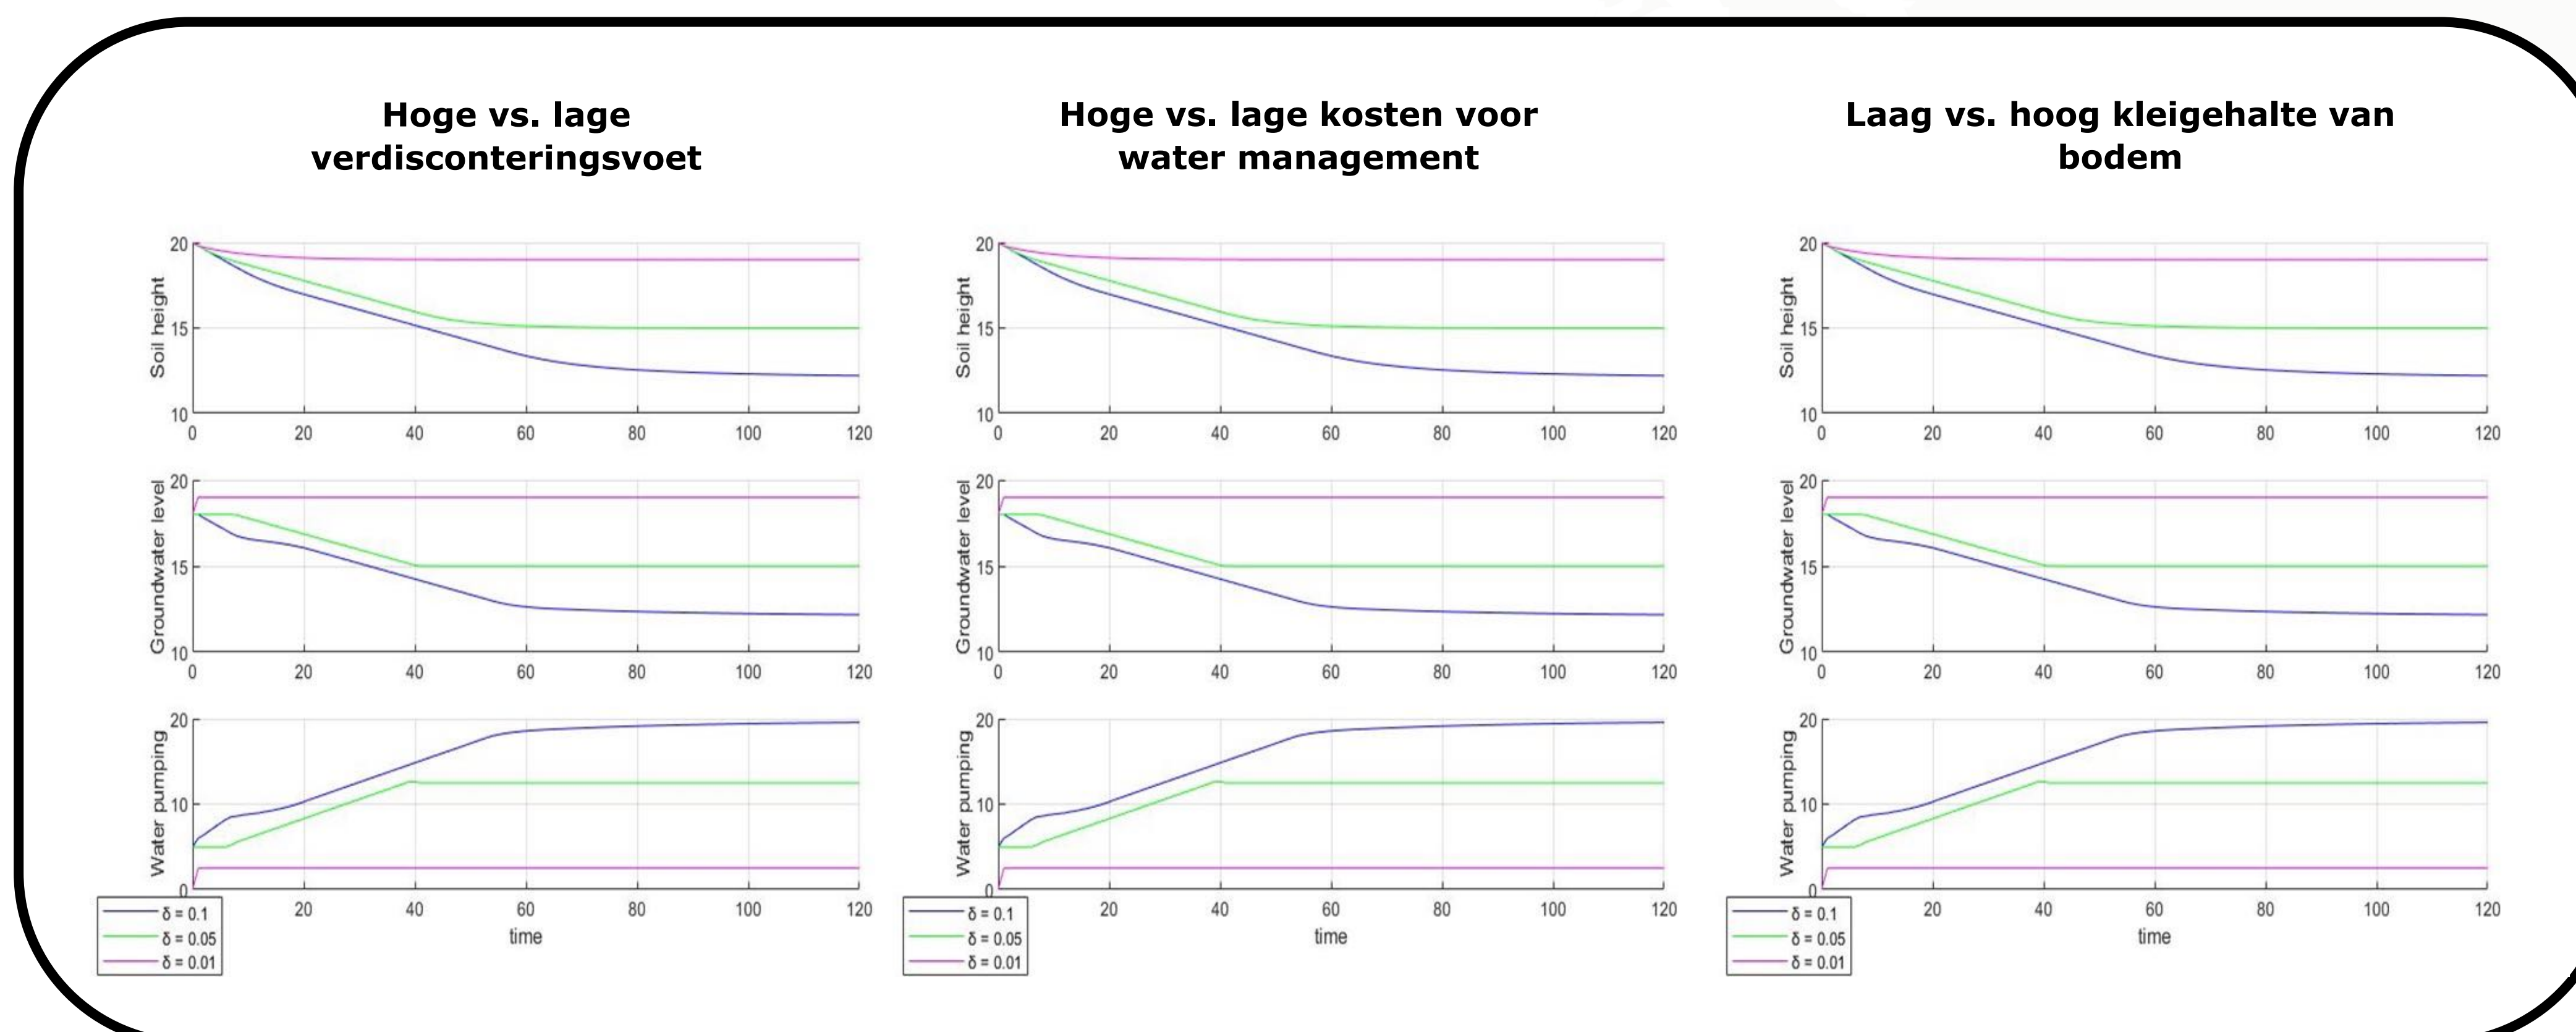 Hoge vs. lage
verdisconteringsvoet
20
15
10
Soil height
0 20 40 60 80 100 120
20
15
10
Groundwater level
0 20 40 60 80 100 120
20
10
0
Water pumping
20 40 60 80 100 120
time
δ = 0.1
δ = 0.05
δ = 0.01
Hoge vs. lage kosten voor
water management
20
15
10
Soil height
0 20 40 60 80 100 120
20
15
10
Groundwater level
0 20 40 60 80 100 120
20
10
0
Water pumping
20 40 60 80 100 120
time
δ = 0.1
δ = 0.05
δ = 0.01
Laag vs. hoog kleigehalte van
bodem
20
15
10
Soil height
0 20 40 60 80 100 120
20
15
10
Groundwater level
0 20 40 60 80 100 120
20
10
0
Water pumping
20 40 60 80 100 120
time
δ = 0.1
δ = 0.05
δ = 0.01